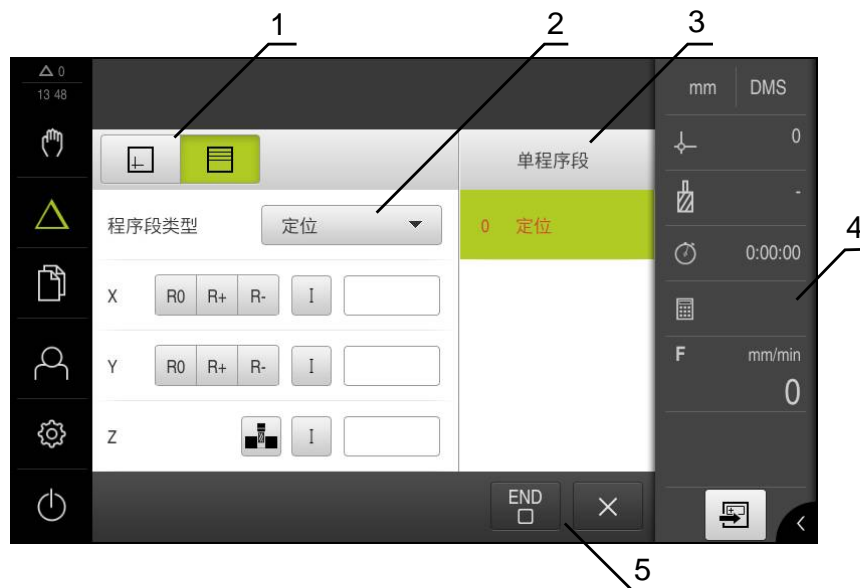 1 2 3
0
13 48
mm DMS
0
单程序段
-
程序段类型 定位
0 定位
4
0:00:00
X R0 R+ R- I
F mm/min
Y R0 R+ R- I
0
Z I
END
5